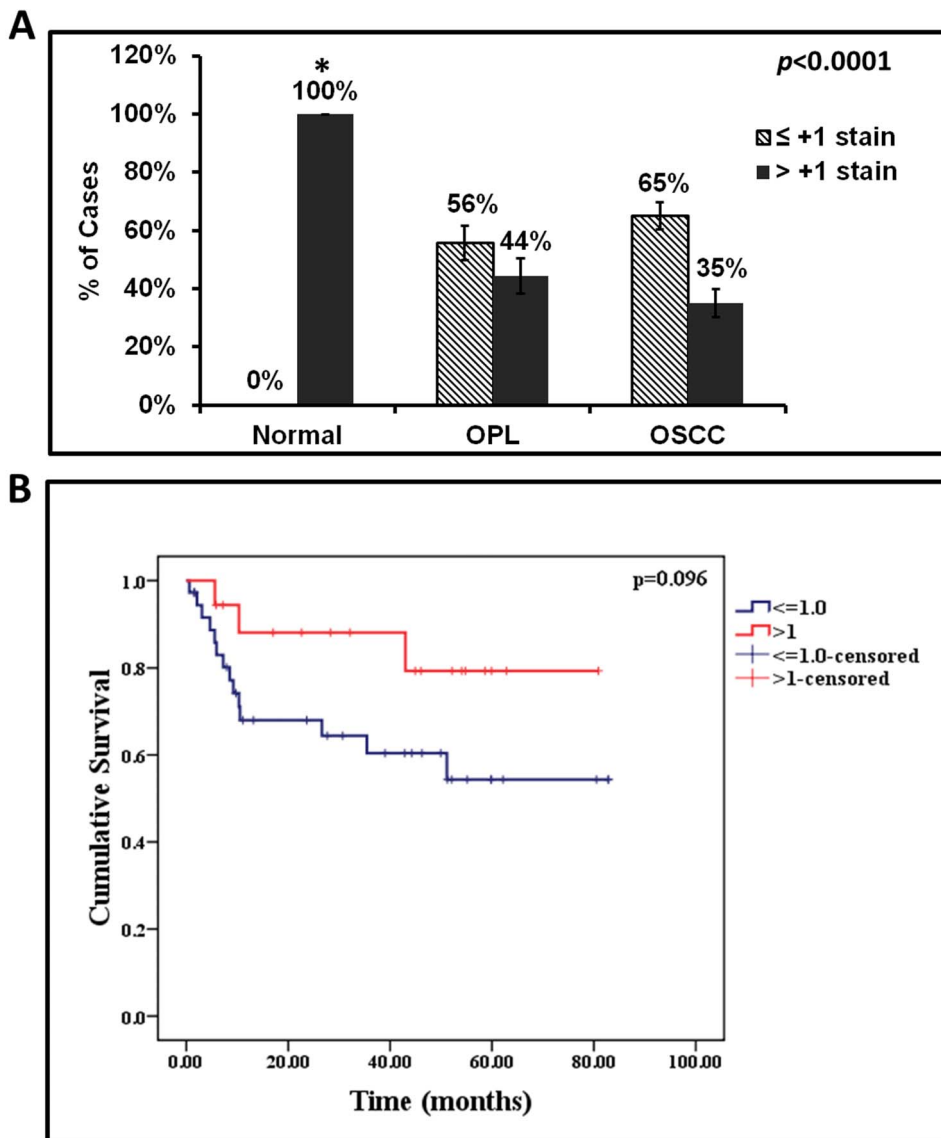 A
p<0.0001
120%
100%
80%
60%
40%
20%
0%
% of Cases
*
100%
0%
56%
44%
65%
35%
≤ +1 stain
> +1 stain
Normal
OPL
OSCC
B
p=0.096
1.0
0.8
0.6
0.4
0.2
0.0
Cumulative Survival
<=1.0
>1
<=1.0-censored
>1-censored
0.00
20.00
40.00
60.00
80.00
100.00
Time (months)